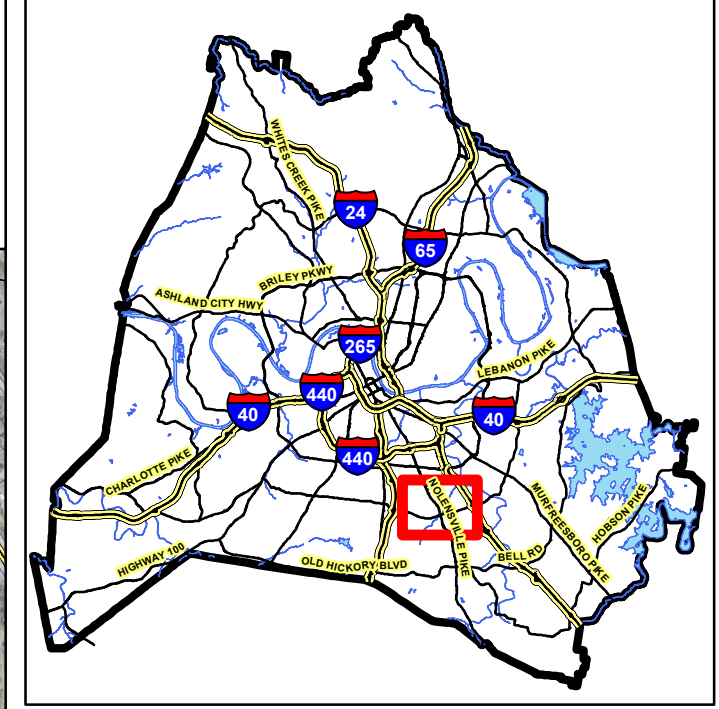 WHITES CREEK PIKE
24
65
BRILEY PKWY
ASHLAND CITY HWY
265
LEBANON PIKE
440
40
40
440
CHARLOTTE PIKE
NOLENSVILLE PIKE
MURFREESBORO PIKE
HOBSON PIKE
HIGHWAY 100
OLD HICKORY BLVD
BELL RD